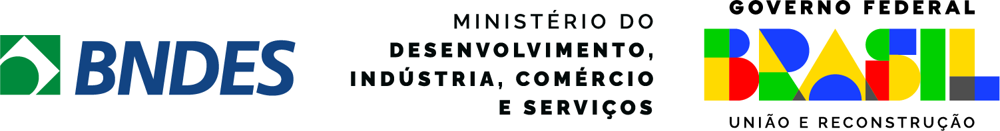 BNDES
MINISTÉRIO DO
DESENVOLVIMENTO,
INDÚSTRIA, COMÉRCIO
E SERVIÇOS
GOVERNO FEDERAL
BRASIL
UNIÃO E RECONSTRUÇÃO